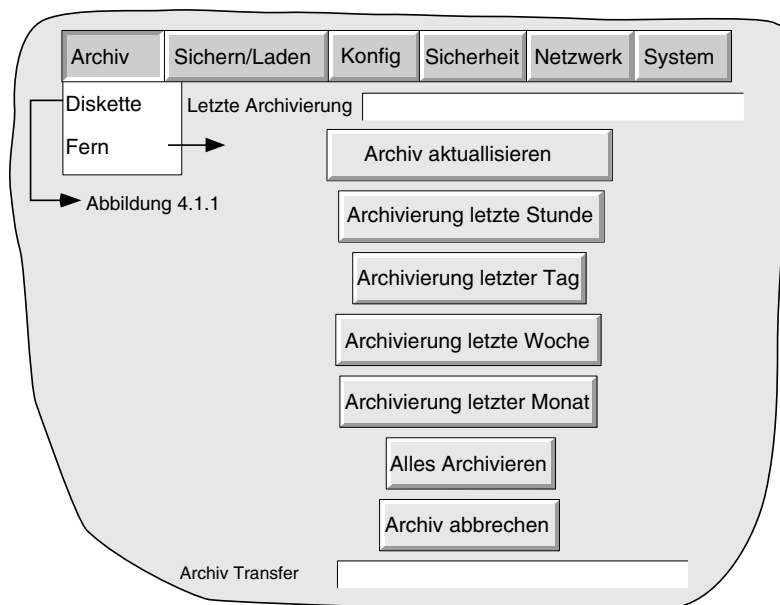 Archiv Sichern/Laden Konfig Sicherheit Netzwerk System
Diskette Letzte Archivierung
Fern
Archiv aktuallisieren
Abbildung 4.1.1
Archivierung letzte Stunde
Archivierung letzter Tag
Archivierung letzte Woche
Archivierung letzter Monat
Alles Archivieren
Archiv abbrechen
Archiv Transfer